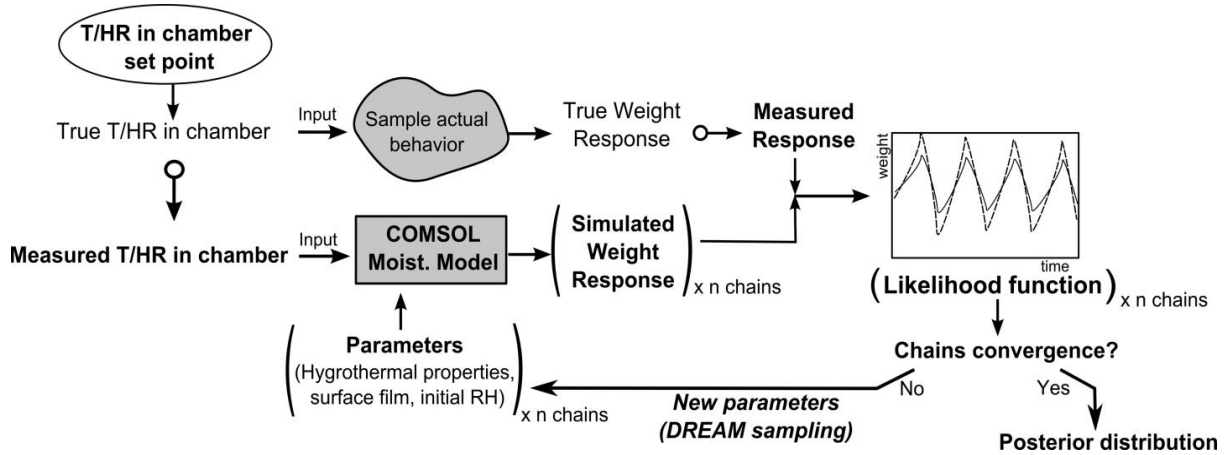 T/HR in chamber
set point
True T/HR in chamber
Input
Sample actual
behavior
True Weight
Response
Measured
Response
weight
time
Measured T/HR in chamber
Input
COMSOL
Moist. Model
Simulated
Weight
Response
x n chains
(Likelihood function)
x n chains
Parameters
(Hygrothermal properties,
surface film, initial RH)
x n chains
Chains convergence?
No
Yes
New parameters
(DREAM sampling)
Posterior distribution